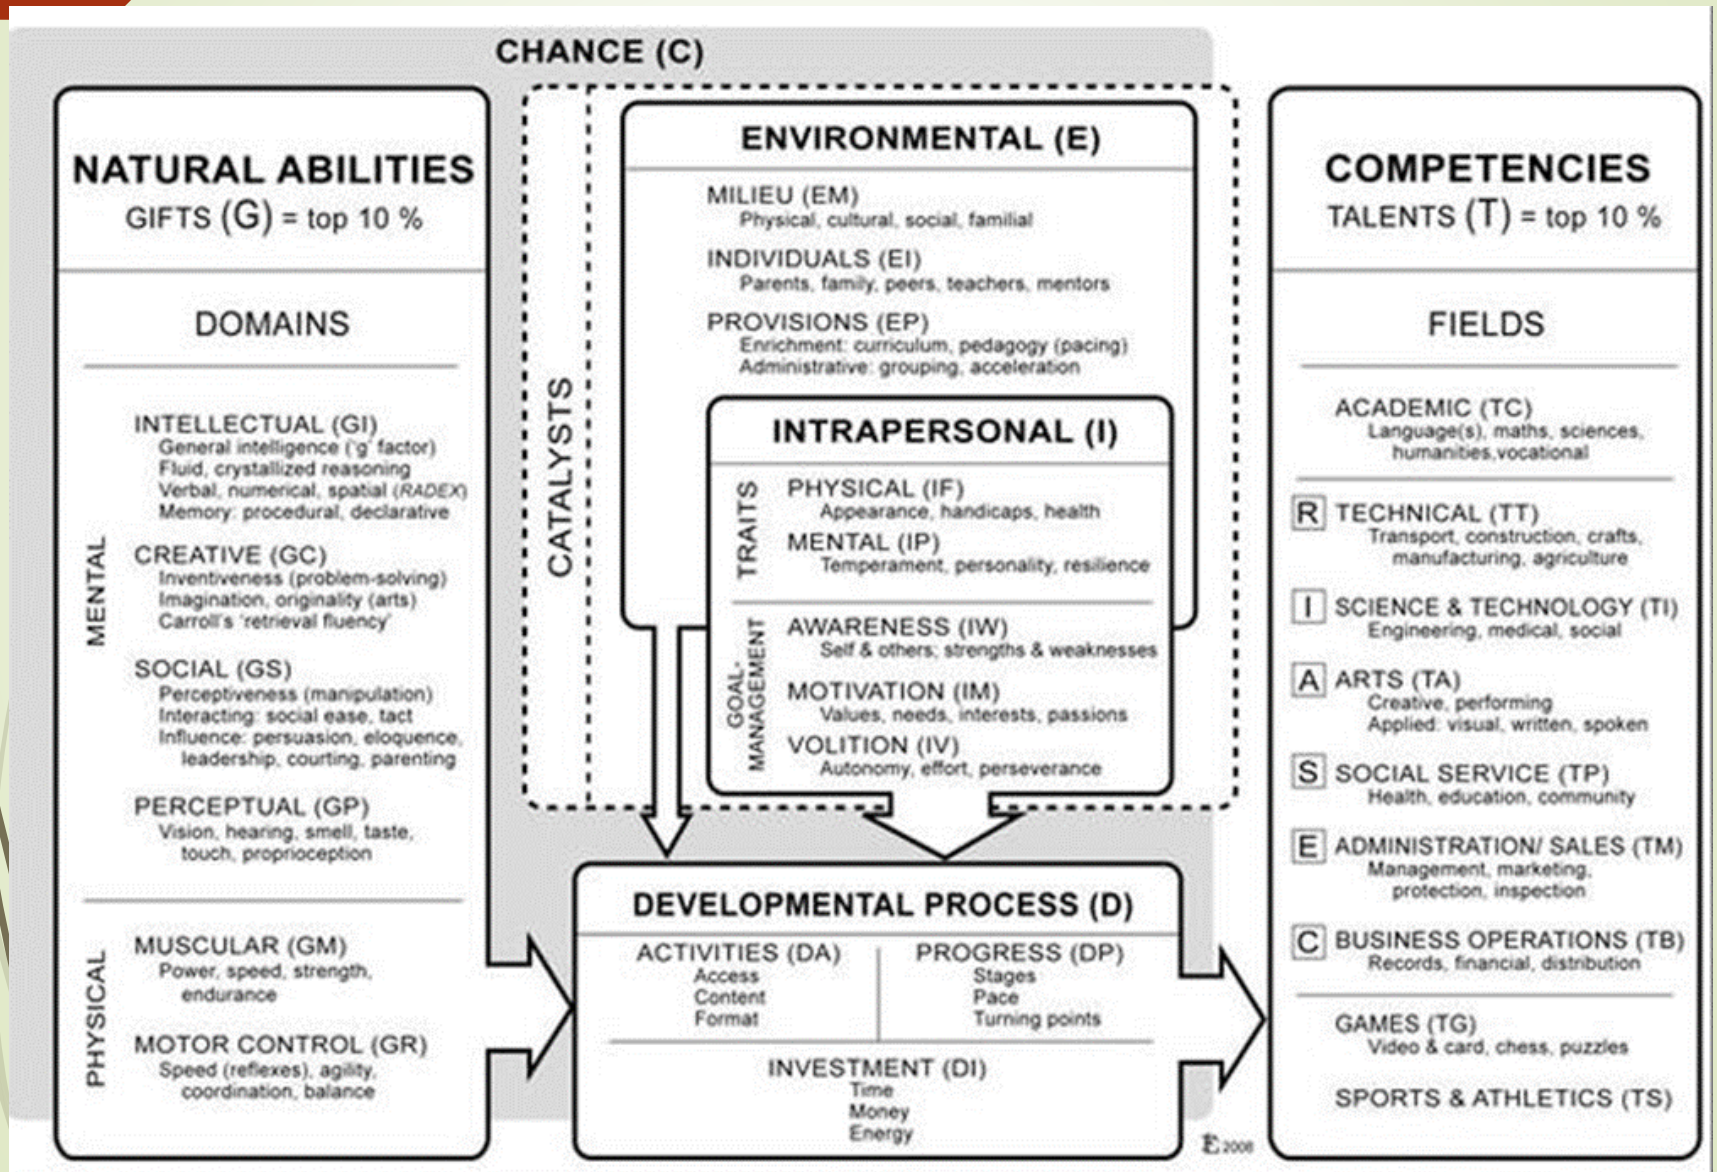 CHANCE (C)
NATURAL ABILITIES
GIFTS (G) = top 10 %
DOMAINS
MENTAL
INTELLECTUAL (GI)
General intelligence ('g' factor)
Fluid, crystallized reasoning
Verbal, numerical, spatial (RADEX)
Memory: procedural, declarative
CREATIVE (GC)
Inventiveness (problem-solving)
Imagination, originality (arts)
Carroll's 'retrieval fluency'
SOCIAL (GS)
Perceptiveness (manipulation)
Interacting: social ease, tact
Influence: persuasion, eloquence,
leadership, courting, parenting
PERCEPTUAL (GP)
Vision, hearing, smell, taste,
touch, proprioception
PHYSICAL
MUSCULAR (GM)
Power, speed, strength,
endurance
MOTOR CONTROL (GR)
Speed (reflexes), agility,
coordination, balance
CATALYSTS
ENVIRONMENTAL (E)
MILIEU (EM)
Physical, cultural, social, familial
INDIVIDUALS (EI)
Parents, family, peers, teachers, mentors
PROVISIONS (EP)
Enrichment: curriculum, pedagogy (pacing)
Administrative: grouping, acceleration
INTRAPERSONAL (I)
TRAITS
PHYSICAL (IF)
Appearance, handicaps, health
MENTAL (IP)
Temperament, personality, resilience
GOAL-
MANAGEMENT
AWARENESS (IW)
Self & others; strengths & weaknesses
MOTIVATION (IM)
Values, needs, interests, passions
VOLITION (IV)
Autonomy, effort, perseverance
DEVELOPMENTAL PROCESS (D)
ACTIVITIES (DA)
Access
Content
Format
PROGRESS (DP)
Stages
Pace
Turning points
INVESTMENT (DI)
Time
Money
Energy
2008
COMPETENCIES
TALENTS (T) = top 10 %
FIELDS
ACADEMIC (TC)
Language(s), maths, sciences,
humanities,vocational
R TECHNICAL (TT)
Transport, construction, crafts,
manufacturing, agriculture
I SCIENCE & TECHNOLOGY (TI)
Engineering, medical, social
A ARTS (TA)
Creative, performing
Applied: visual, written, spoken
S SOCIAL SERVICE (TP)
Health, education, community
E ADMINISTRATION/ SALES (TM)
Management, marketing,
protection, inspection
C BUSINESS OPERATIONS (TB)
Records, financial, distribution
GAMES (TG)
Video & card, chess, puzzles
SPORTS & ATHLETICS (TS)